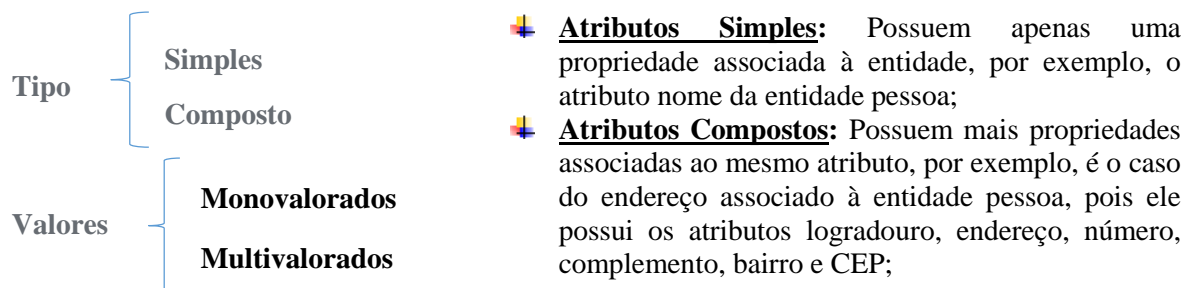 Tipo
Simples
Composto
Valores
Monovalorados
Multivalorados
Atributos Simples: Possuem apenas uma
propriedade associada à entidade, por exemplo, o
atributo nome da entidade pessoa;
Atributos Compostos: Possuem mais propriedades
associadas ao mesmo atributo, por exemplo, é o caso
do endereço associado à entidade pessoa, pois ele
possui os atributos logradouro, endereço, número,
complemento, bairro e CEP;